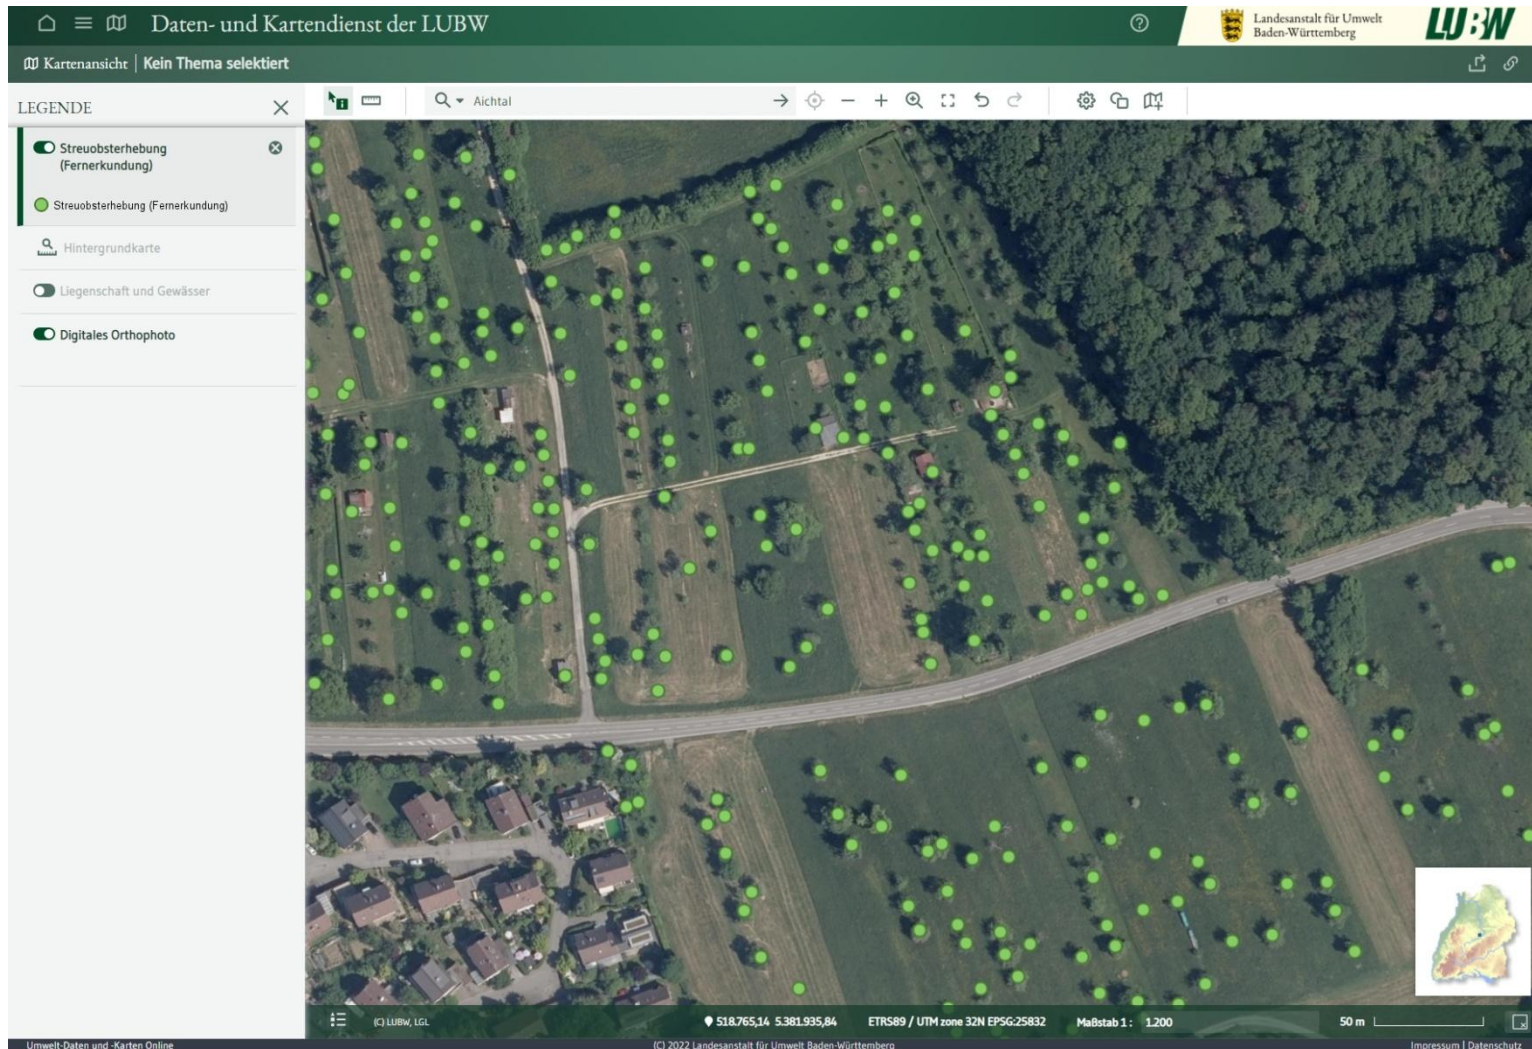 Daten- und Kartendienst der LUBW
Landesanstalt für Umwelt
Baden-Württemberg
LUBW
Kartenansicht | Kein Thema selektiert
LEGENDE
Aichtal
Streuobsterhebung
(Fernerkundung)
Streuobsterhebung (Fernerkundung)
Hintergrundkarte
Liegenschaft und Gewässer
Digitales Orthophoto
(C) LUBW, LGL
518.765,14 5.381.935,84
ETRS89 / UTM zone 32N EPSG:25832
Maßstab 1 : 1.200
50 m
Umwelt-Daten und -Karten Online
(C) 2022 Landesanstalt für Umwelt Baden-Württemberg
Impressum | Datenschutz